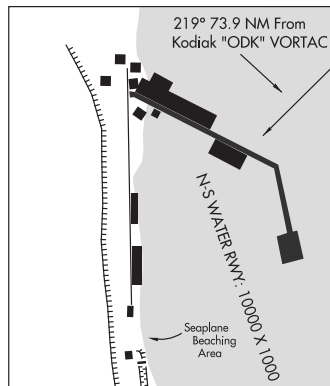 219° 73.9 NM From
Kodiak "ODK" VORTAC
N-S WATER RWY: 10000 X 1000
Seaplane
Beaching
Area